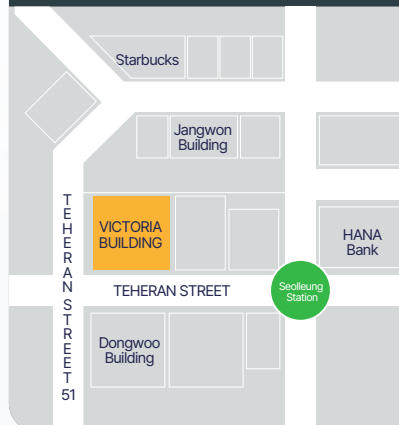 Starbucks
Jangwon
Building
TEHERAN STREET 51
VICTORIA
BUILDING
HANA
Bank
TEHERAN STREET
Seolleung
Station
Dongwoo
Building